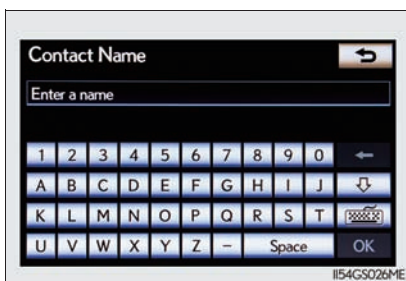 Contact Name
Enter a name
1 2 3 4 5 6 7 8 9 0
A B C D E F G H I J
K L M N O P Q R S T
U V W X Y Z - Space OK
II54GS026ME